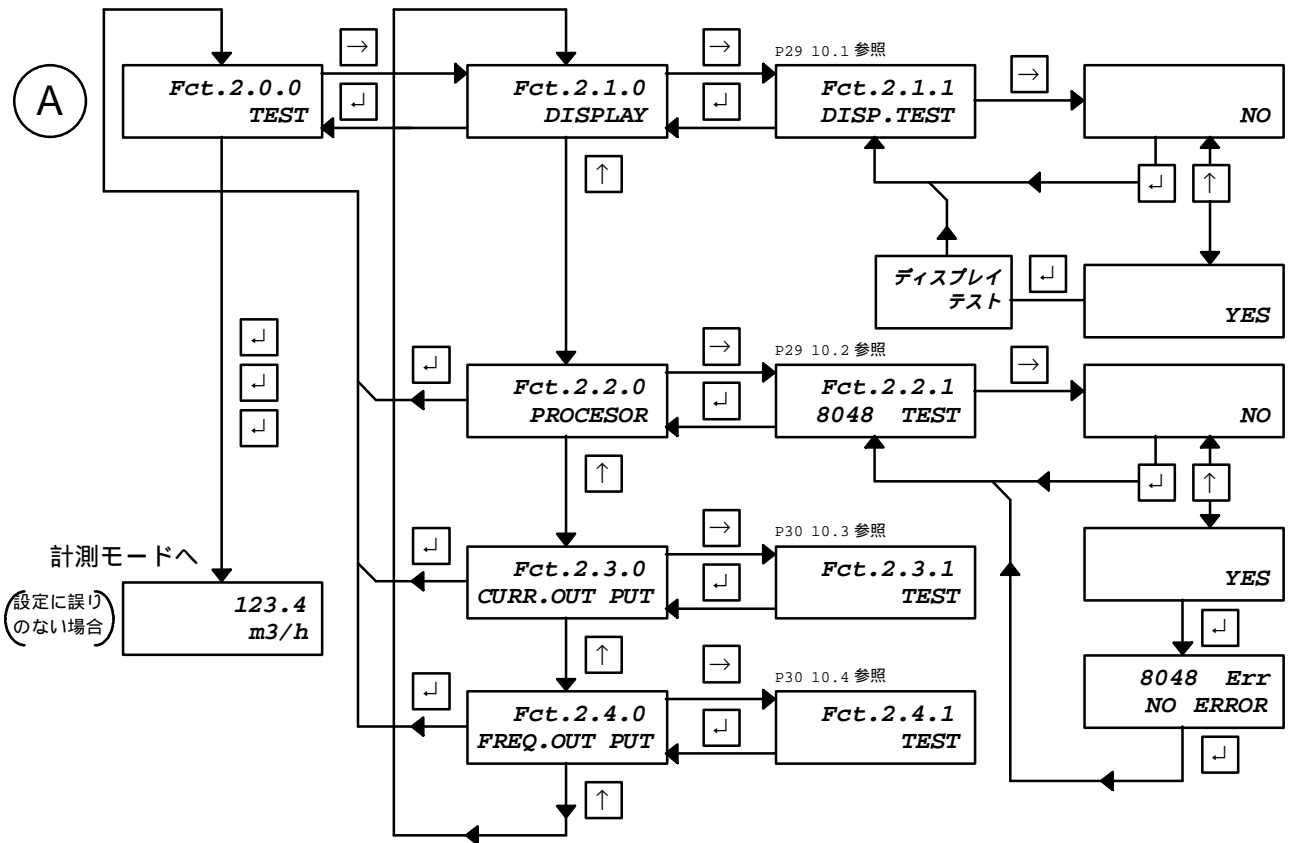 →
→
P29 10.1 参照
→
A
Fct.2.0.0
TEST
↵
Fct.2.1.0
DISPLAY
↵
Fct.2.1.1
DISP.TEST
NO
↑
↵
↑
ディスプレイ
テスト
↵
YES
↵
↵
↵
↵
→
P29 10.2 参照
→
Fct.2.2.0
PROCESOR
↵
Fct.2.2.1
8048 TEST
NO
↑
↵
↑
計測モードへ
設定に誤り
のない場合
123.4
m3/h
↵
→
P30 10.3 参照
Fct.2.3.0
CURR.OUT PUT
↵
Fct.2.3.1
TEST
YES
↵
↑
↵
→
P30 10.4 参照
Fct.2.4.0
FREQ.OUT PUT
↵
Fct.2.4.1
TEST
8048 Err
NO ERROR
↵
↑